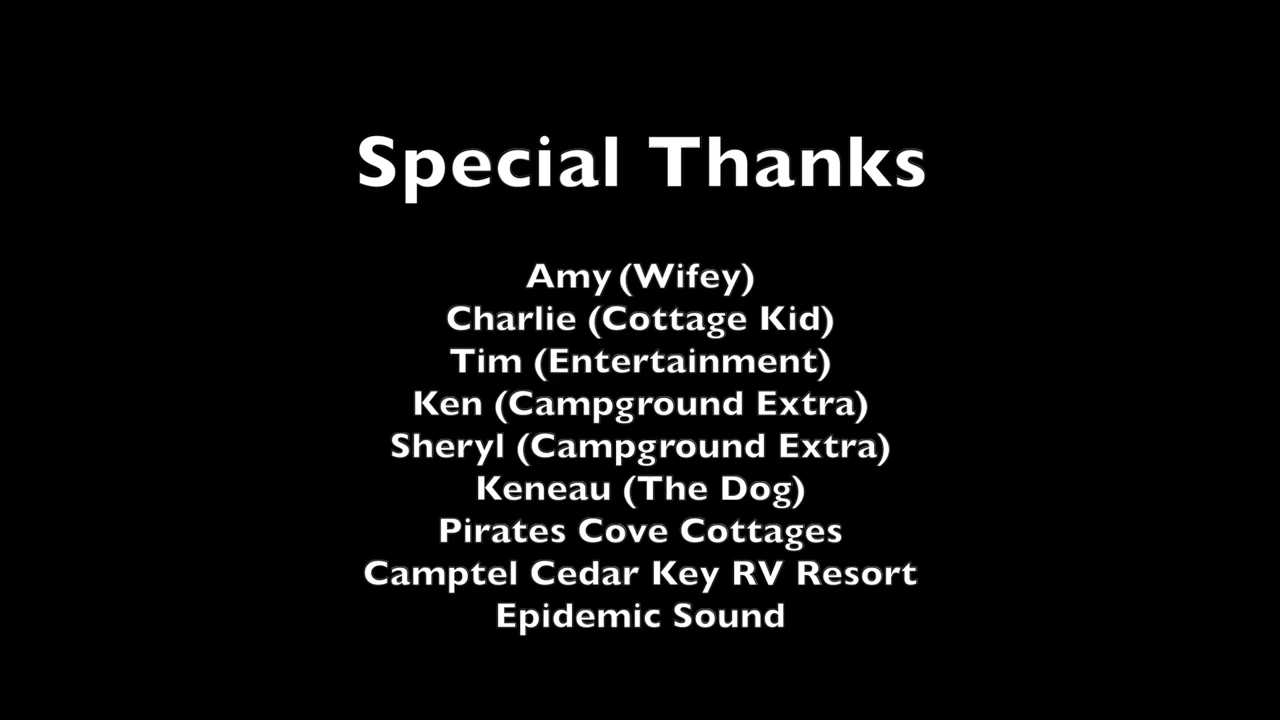 Special Thanks
Amy (Wifey)
Charlie (Cottage Kid)
Tim (Entertainment)
Ken (Campground Extra)
Sheryl (Campground Extra)
Keneau (The Dog)
Pirates Cove Cottages
Camptel Cedar Key RV Resort
Epidemic Sound